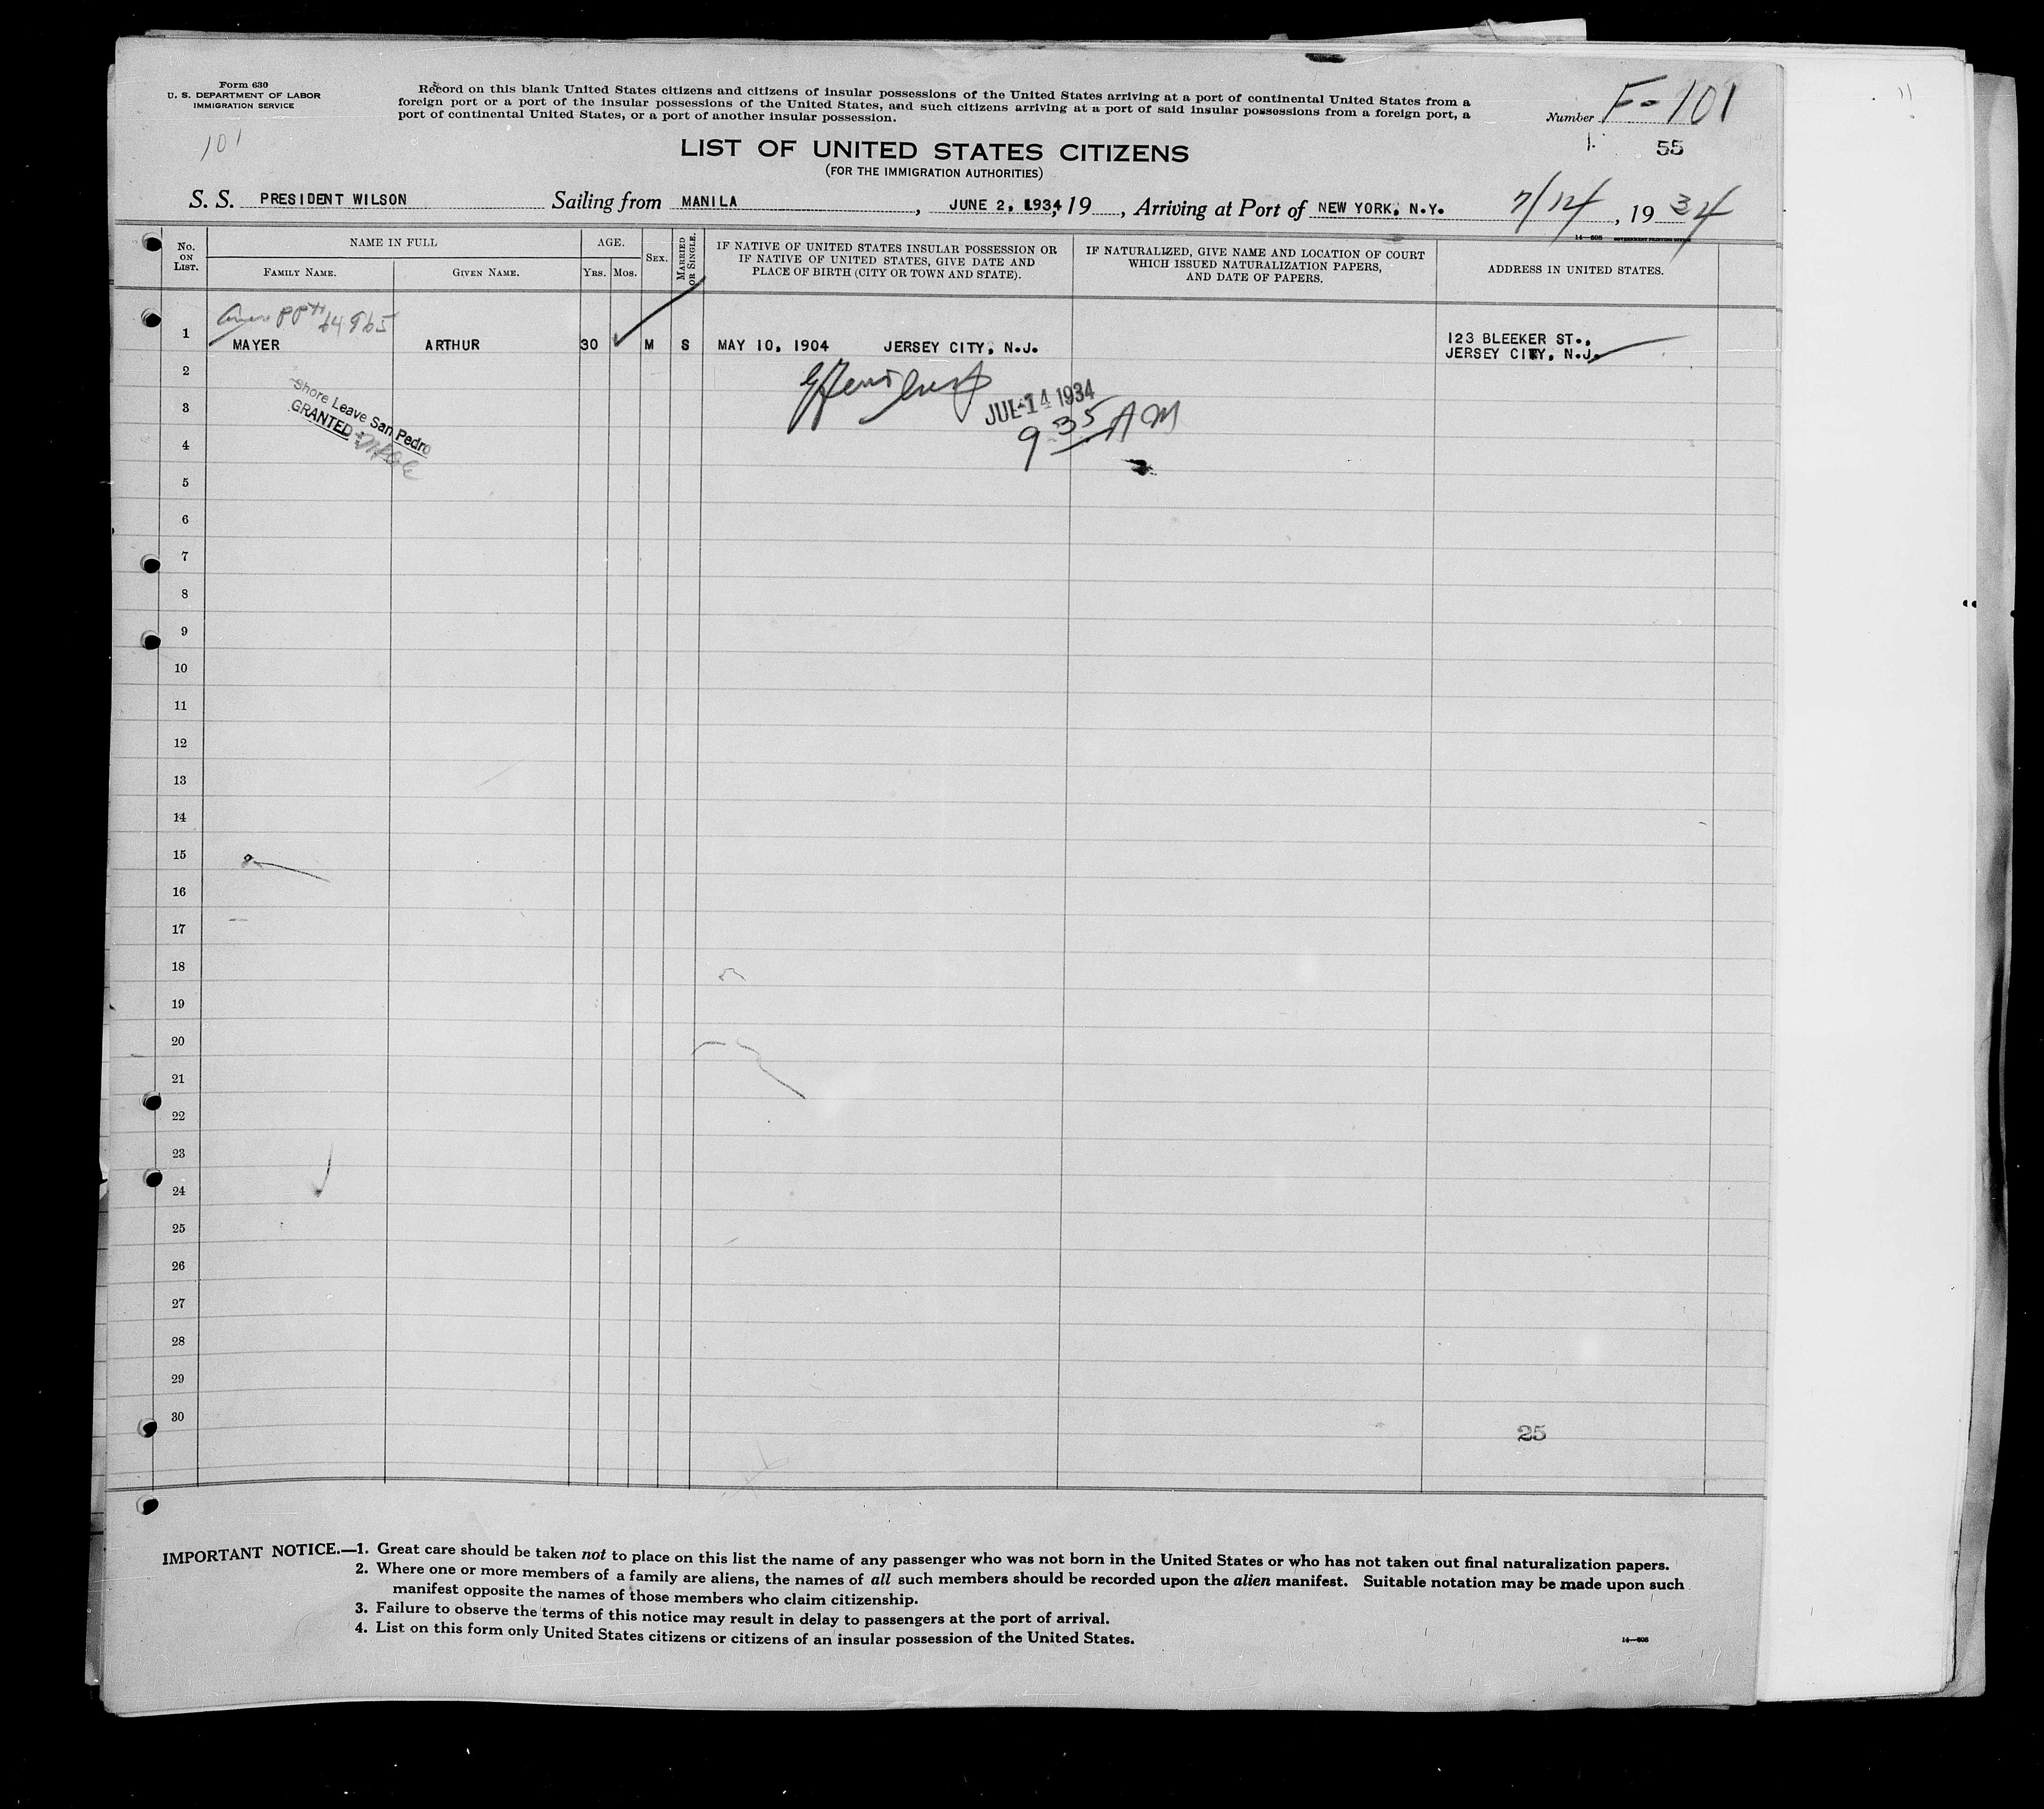 Form 630
U. S. DEPARTMENT OF LABOR
IMMIGRATION SERVICE
101
Record on this blank United States citizens and citizens of insular possessions of the United States arriving at a port of continental United States from a
foreign port or a port of the insular possessions of the United States, and such citizens arriving at a port of said insular possessions from a foreign port, a
port of continental United States, or a port of another insular possession.
Number F-101
55
LIST OF UNITED STATES CITIZENS
(FOR THE IMMIGRATION AUTHORITIES)
S. S. PRESIDENT WILSON Sailing from MANILA, JUNE 2, 1934, 19, Arriving at Port of NEW YORK, N.Y. 7/14, 1934
14—606 GOVERNMENT PRINTING OFFICE
No. ON LIST.
NAME IN FULL
FAMILY NAME.
GIVEN NAME.
AGE.
YRS.
MOS.
SEX.
MARRIED OR SINGLE.
IF NATIVE OF UNITED STATES INSULAR POSSESSION OR
IF NATIVE OF UNITED STATES, GIVE DATE AND
PLACE OF BIRTH (CITY OR TOWN AND STATE).
IF NATURALIZED, GIVE NAME AND LOCATION OF COURT
WHICH ISSUED NATURALIZATION PAPERS,
AND DATE OF PAPERS.
ADDRESS IN UNITED STATES.
64965
1 MAYER ARTHUR 30 M S MAY 10, 1904 JERSEY CITY, N.J. 123 BLEEKER ST.,
JERSEY CITY, N.J.
2
Shore Leave San Pedro
GRANTED
JUL 14 1934
9 35 AM
3
4
5
6
7
8
9
10
11
12
13
14
15
16
17
18
19
20
21
22
23
24
25
26
27
28
29
30
25
IMPORTANT NOTICE.—1. Great care should be taken not to place on this list the name of any passenger who was not born in the United States or who has not taken out final naturalization papers.
2. Where one or more members of a family are aliens, the names of all such members should be recorded upon the alien manifest. Suitable notation may be made upon such
manifest opposite the names of those members who claim citizenship.
3. Failure to observe the terms of this notice may result in delay to passengers at the port of arrival.
4. List on this form only United States citizens or citizens of an insular possession of the United States.
14—606